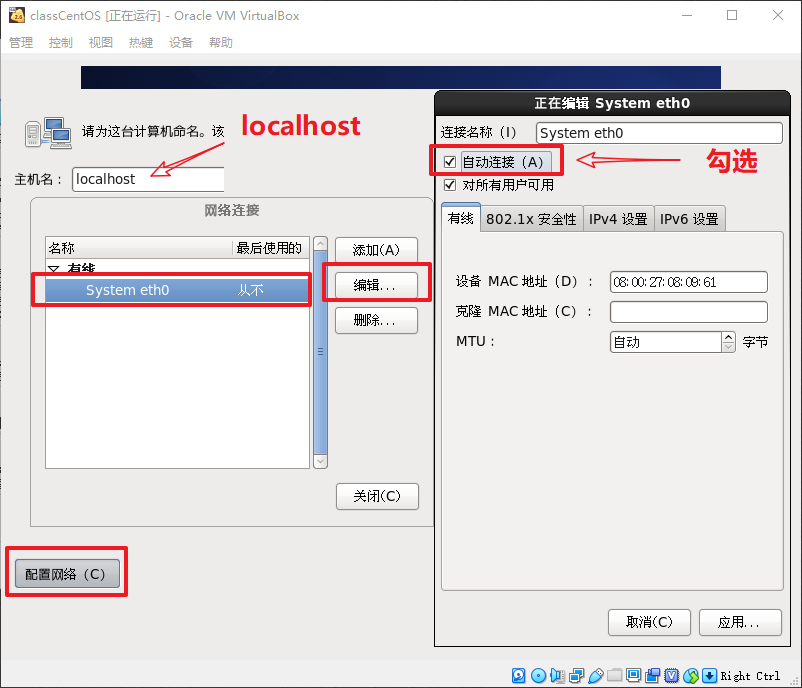 classCentOS [正在运行] - Oracle VM VirtualBox
管理 控制 视图 热键 设备 帮助
请为这台计算机命名。该
localhost
主机名： localhost
网络连接
名称 最后使用的
有线
System eth0 从不
添加(A)
编辑...
删除...
关闭(C)
配置网络（C）
正在编辑 System eth0
连接名称（I） System eth0
自动连接（A）
勾选
对所有用户可用
有线 802.1x 安全性 IPv4 设置 IPv6 设置
设备 MAC 地址（D）： 08:00:27:08:09:61
克隆 MAC 地址（C）：
MTU： 自动 字节
取消(C) 应用...
Right Ctrl